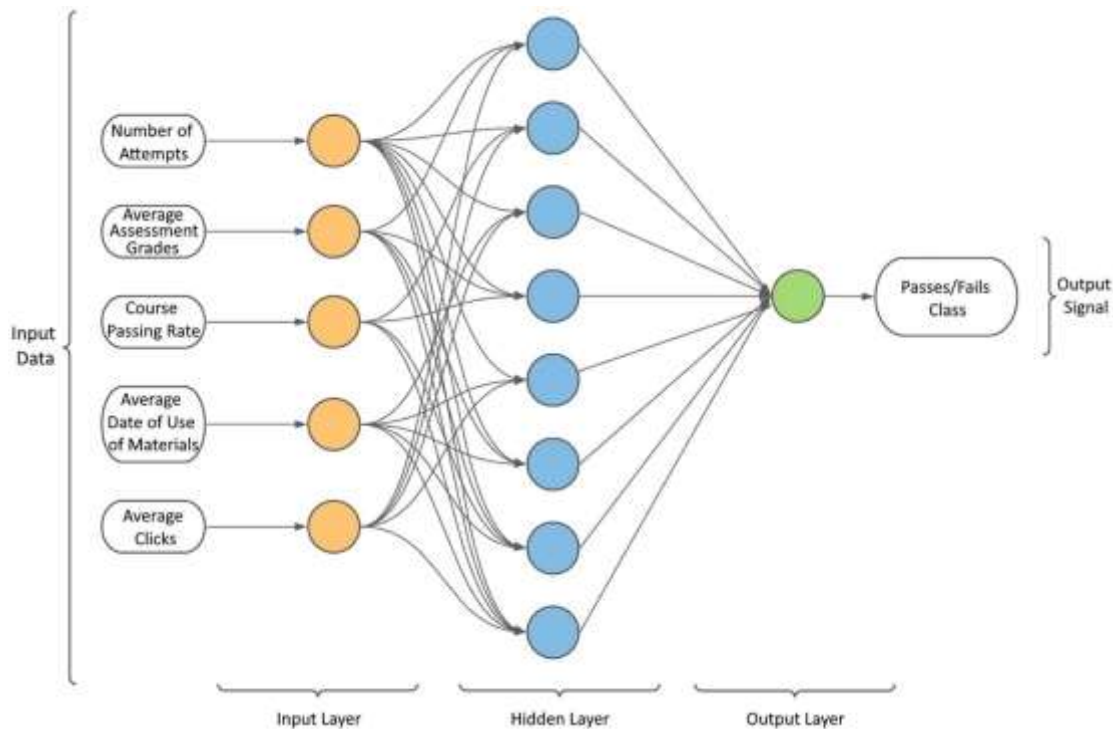 Number of
Attempts
Average
Assessment
Grades
Course
Passing Rate
Input
Data
Average
Date of Use
of Materials
Average
Clicks
Passes/Fails
Class
Output
Signal
Input Layer
Hidden Layer
Output Layer